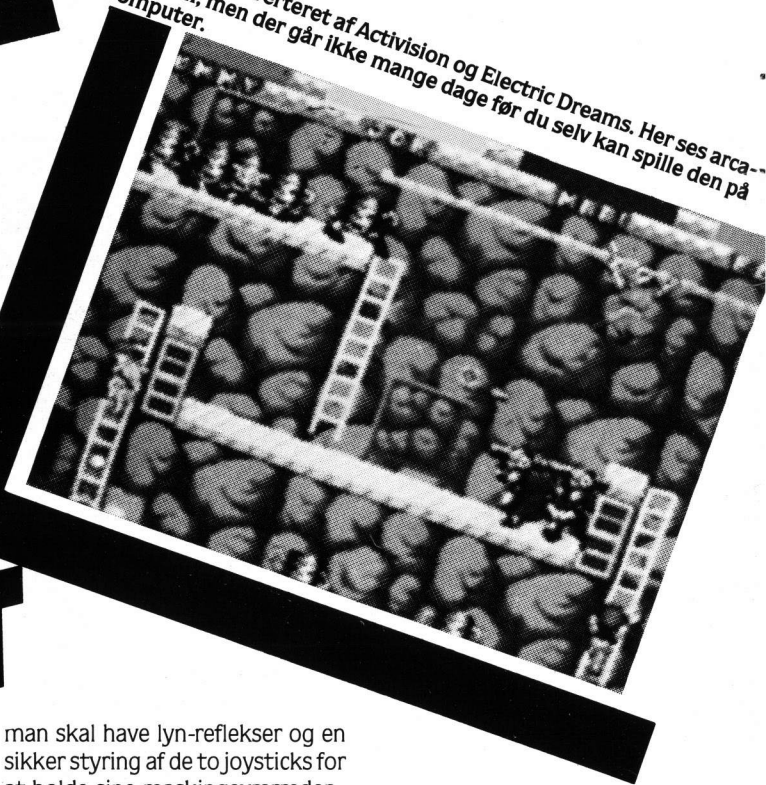 erteret af Activision og Electric Dreams. Her ses arca-
men der går ikke mange dage før du selv kan spille den på
omputer.
man skal have lyn-reflekser og en
sikker styring af de to joysticks for